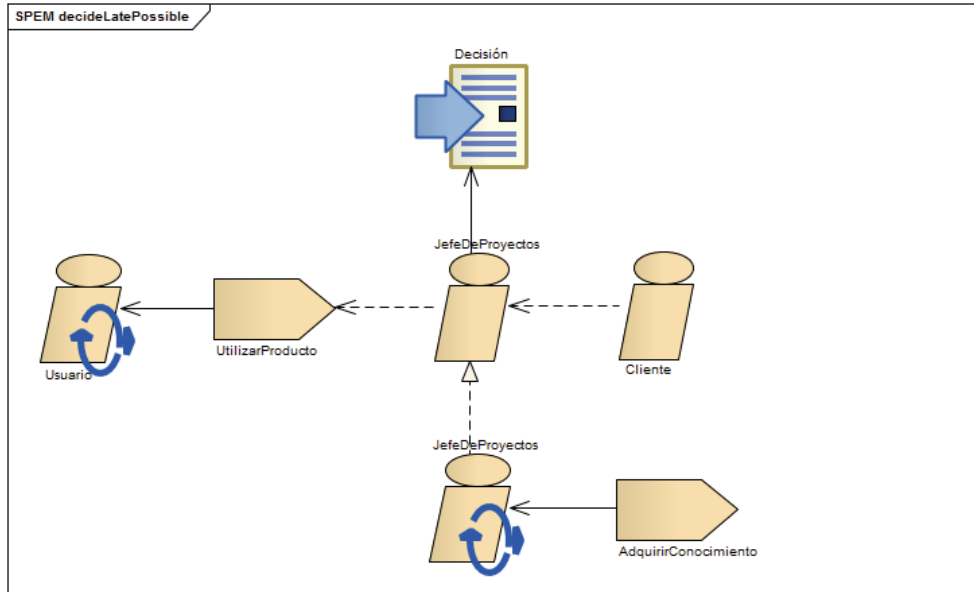 SPEM decideLatePossible
Decisión
JefeDeProyectos
Usuario
UtilizarProducto
Cliente
JefeDeProyectos
AdquirirConocimiento